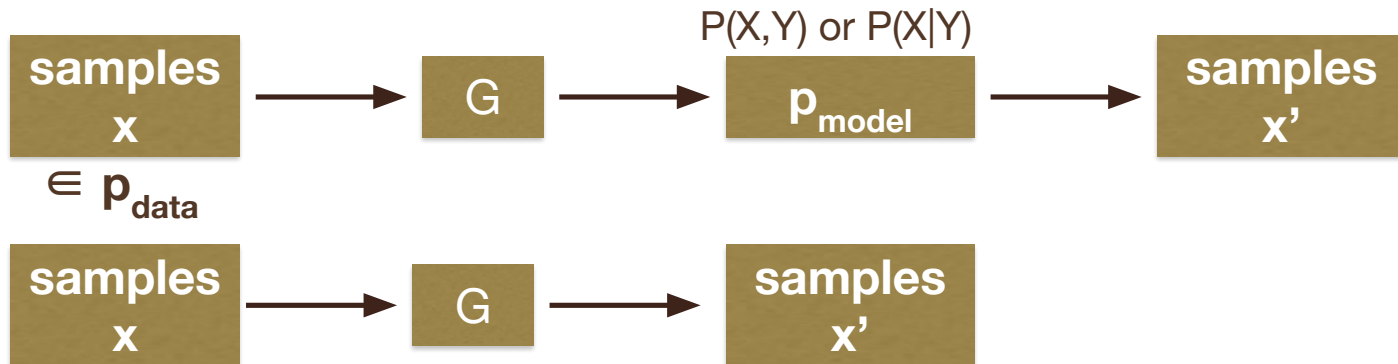 P(X,Y) or P(X|Y)
samples
x
G
p_model
samples
x’
∈ p_data
samples
x
G
samples
x’